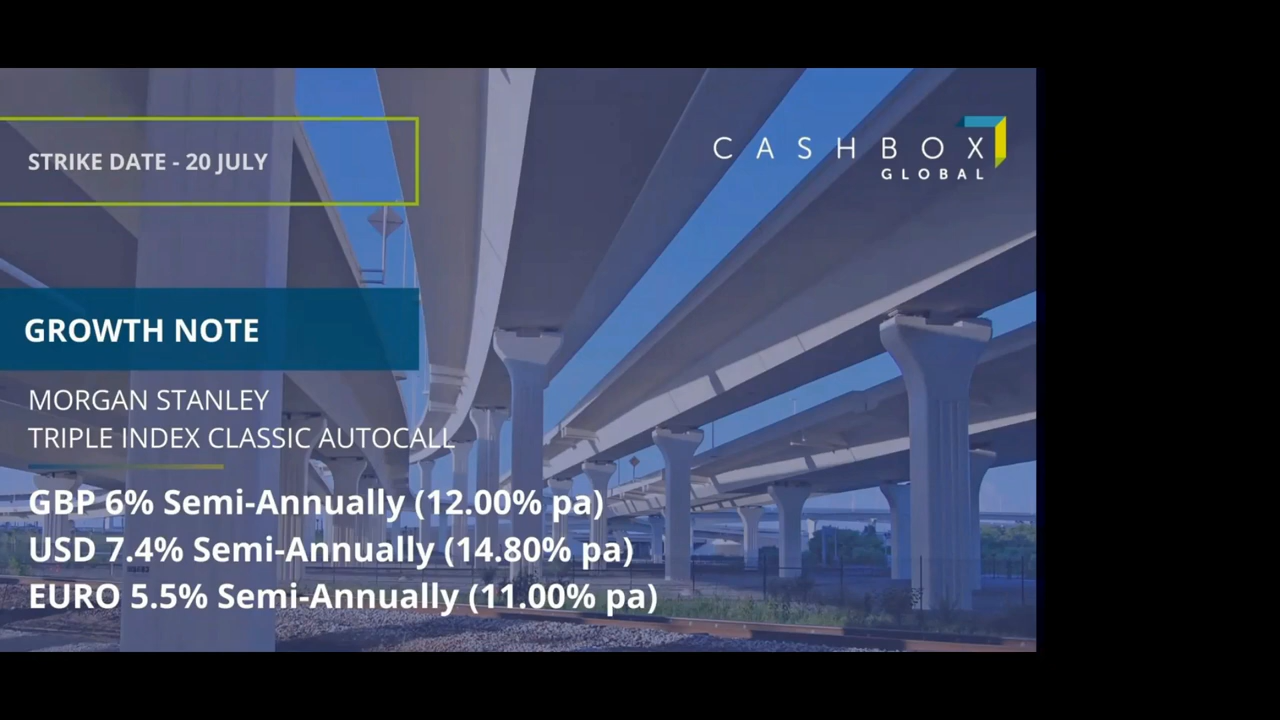 STRIKE DATE - 20 JULY
CASHBOX
GLOBAL
GROWTH NOTE
MORGAN STANLEY
TRIPLE INDEX CLASSIC AUTOCALL
GBP 6% Semi-Annually (12.00% pa)
USD 7.4% Semi-Annually (14.80% pa)
EURO 5.5% Semi-Annually (11.00% pa)